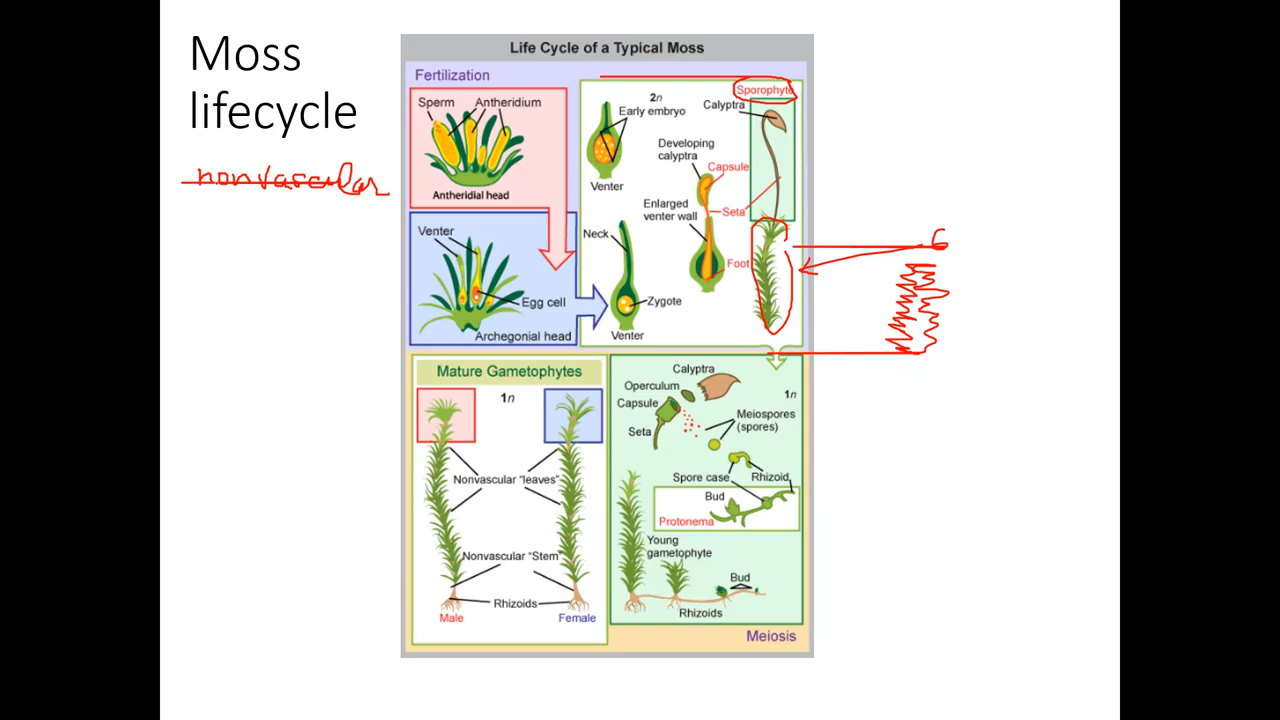 Moss
lifecycle
nonvascular
Life Cycle of a Typical Moss
Fertilization
Sperm
Antheridium
Antheridial head
Venter
Egg cell
Archegonial head
2n
Early embryo
Venter
Neck
Zygote
Venter
Developing
calyptra
Capsule
Seta
Enlarged
venter wall
Foot
Sporophyte
Calyptra
G
Mature Gametophytes
1n
Nonvascular "leaves"
Nonvascular "Stem"
Rhizoids
Male
Female
Calyptra
Operculum
Capsule
Seta
1n
Meiospores
(spores)
Spore case
Rhizoid
Bud
Protonema
Young
gametophyte
Bud
Rhizoids
Meiosis